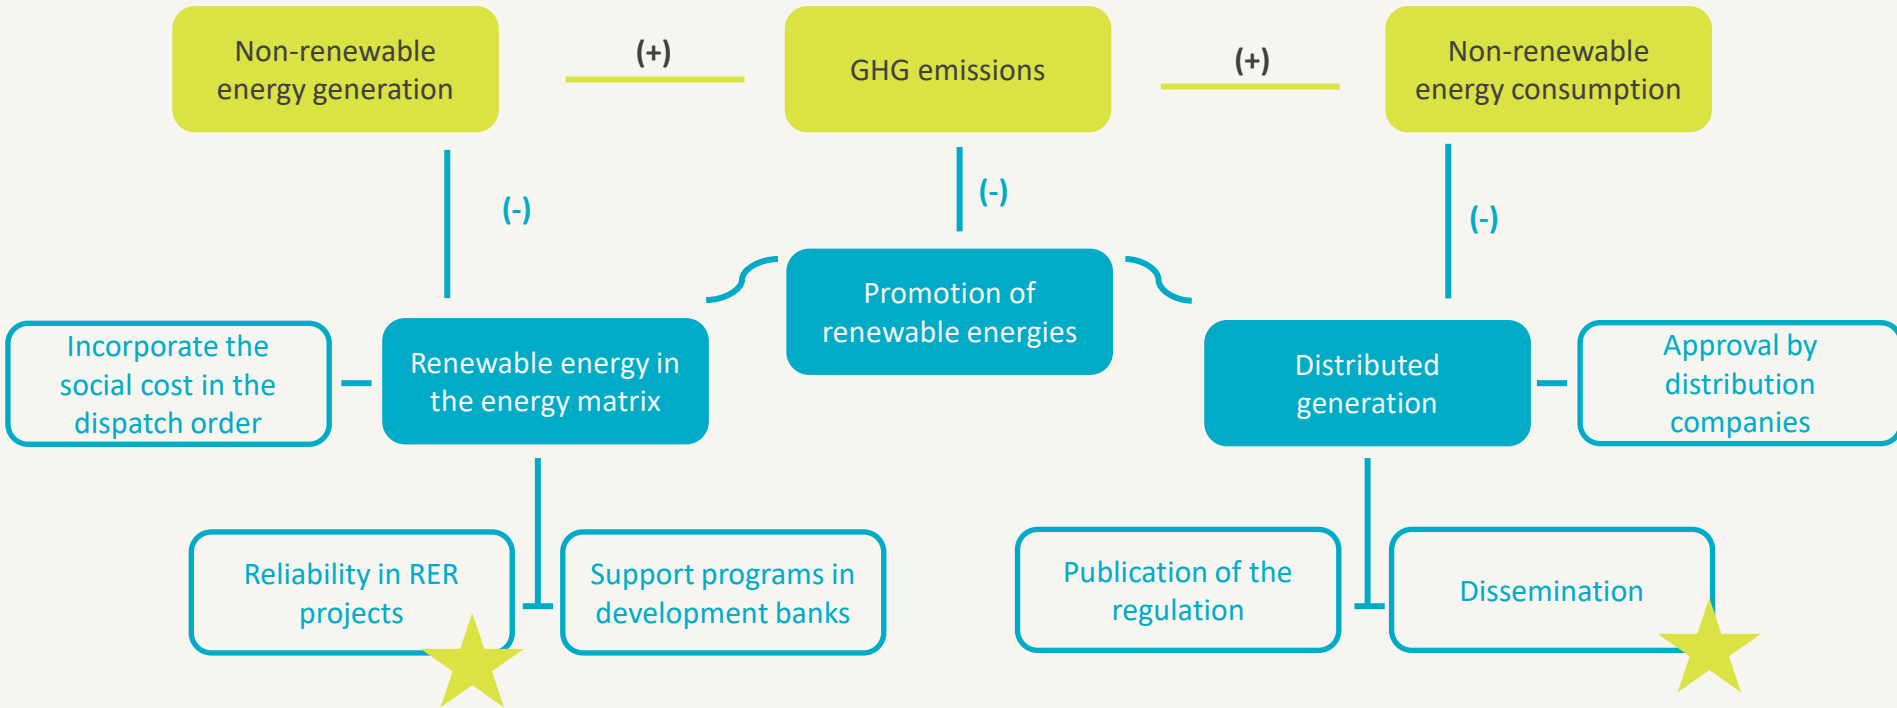 Non-renewable
energy generation
(+)
GHG emissions
(+)
Non-renewable
energy consumption
(-)
(-)
(-)
Promotion of
renewable energies
Incorporate the
social cost in the
dispatch order
Renewable energy in
the energy matrix
Distributed
generation
Approval by
distribution
companies
Reliability in RER
projects
Support programs in
development banks
Publication of the
regulation
Dissemination